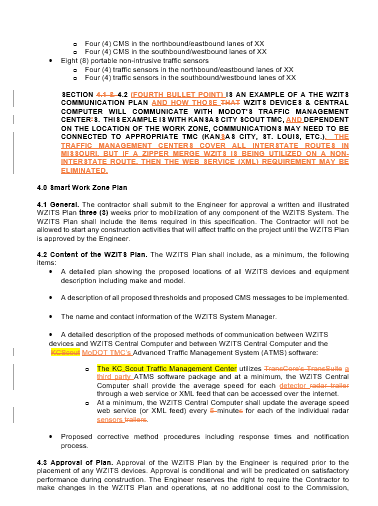 o Four (4) CMS in the northbound/eastbound lanes of XX
o Four (4) CMS in the southbound/westbound lanes of XX
• Eight (8) portable non-intrusive traffic sensors
o Four (4) traffic sensors in the northbound/eastbound lanes of XX
o Four (4) traffic sensors in the southbound/westbound lanes of XX
SECTION 4.1 & 4.2 (FOURTH BULLET POINT) IS AN EXAMPLE OF A THE WZITS
COMMUNICATION PLAN AND HOW THOSE THAT WZITS DEVICES & CENTRAL
COMPUTER WILL COMMUNICATE WITH MODOT'S TRAFFIC MANAGEMENT
CENTERS. THIS EXAMPLE IS WITH KANSAS CITY SCOUT TMC, AND DEPENDENT
ON THE LOCATION OF THE WORK ZONE, COMMUNICATIONS MAY NEED TO BE
CONNECTED TO APPROPRIATE TMC (KANSAS CITY, ST. LOUIS, ETC.). THE
TRAFFIC MANAGEMENT CENTERS COVER ALL INTERSTATE ROUTES IN
MISSOURI, BUT IF A ZIPPER MERGE WZITS IS BEING UTILIZED ON A NON-
INTERSTATE ROUTE, THEN THE WEB SERVICE (XML) REQUIREMENT MAY BE
ELIMINATED.
4.0 Smart Work Zone Plan
4.1 General. The contractor shall submit to the Engineer for approval a written and illustrated
WZITS Plan three (3) weeks prior to mobilization of any component of the WZITS System. The
WZITS Plan shall include the items required in this specification. The Contractor will not be
allowed to start any construction activities that will affect traffic on the project until the WZITS Plan
is approved by the Engineer.
4.2 Content of the WZITS Plan. The WZITS Plan shall include, as a minimum, the following
items:
• A detailed plan showing the proposed locations of all WZITS devices and equipment
description including make and model.
• A description of all proposed thresholds and proposed CMS messages to be implemented.
• The name and contact information of the WZITS System Manager.
• A detailed description of the proposed methods of communication between WZITS
devices and WZITS Central Computer and between WZITS Central Computer and the
KCScout MoDOT TMC's Advanced Traffic Management System (ATMS) software:
o The KC Scout Traffic Management Center utilizes TransCore's TransSuite a
third party ATMS software package and at a minimum, the WZITS Central
Computer shall provide the average speed for each detector radar trailer
through a web service or XML feed that can be accessed over the internet.
o At a minimum, the WZITS Central Computer shall update the average speed
web service (or XML feed) every 5 minutes for each of the individual radar
sensors trailers.
• Proposed corrective method procedures including response times and notification
process.
4.3 Approval of Plan. Approval of the WZITS Plan by the Engineer is required prior to the
placement of any WZITS devices. Approval is conditional and will be predicated on satisfactory
performance during construction. The Engineer reserves the right to require the Contractor to
make changes in the WZITS Plan and operations, at no additional cost to the Commission,